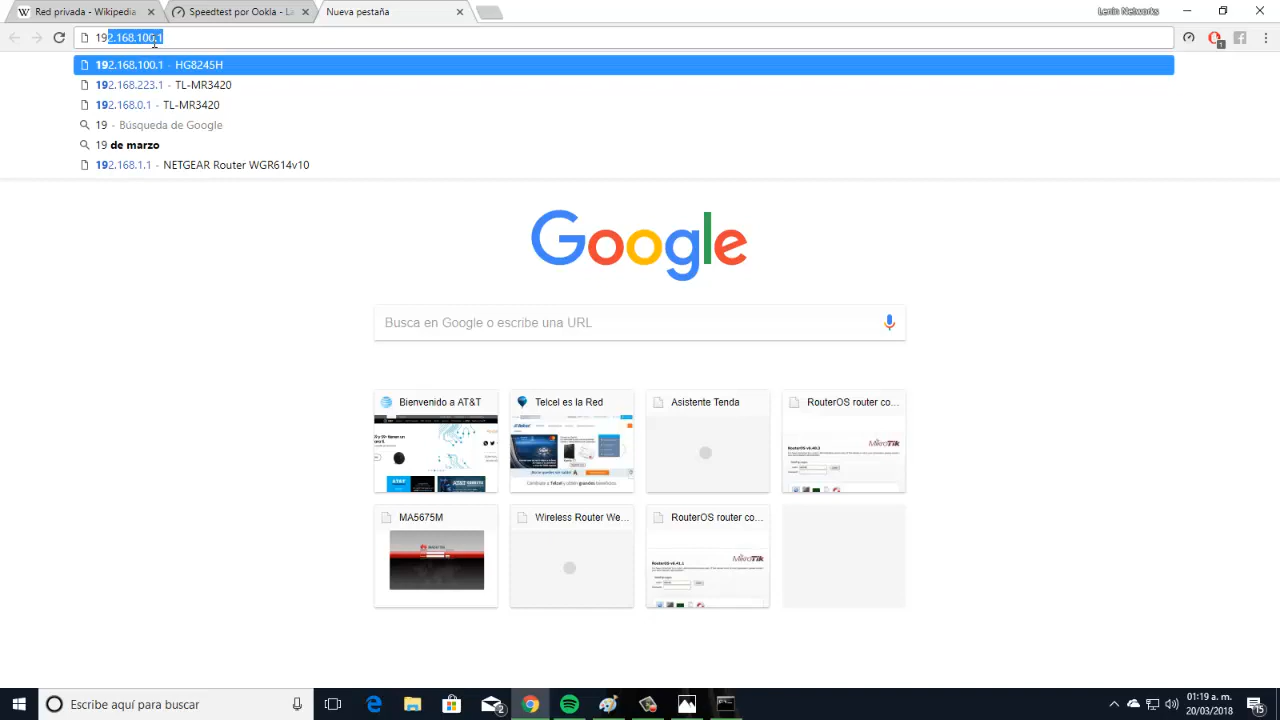 Red privada - Wikipedia
Speedtest por Ookla - La
Nueva pestaña
Lenin Networks
192.168.100.1
192.168.100.1 - HG8245H
192.168.223.1 - TL-MR3420
192.168.0.1 - TL-MR3420
19 - Búsqueda de Google
19 de marzo
192.168.1.1 - NETGEAR Router WGR614v10
Google
Busca en Google o escribe una URL
Bienvenido a AT&T
Telcel es la Red
Asistente Tenda
RouterOS router co...
MikroTik
MA5675M
Wireless Router We...
RouterOS router co...
MikroTik
Escribe aquí para buscar
01:19 a. m.
20/03/2018